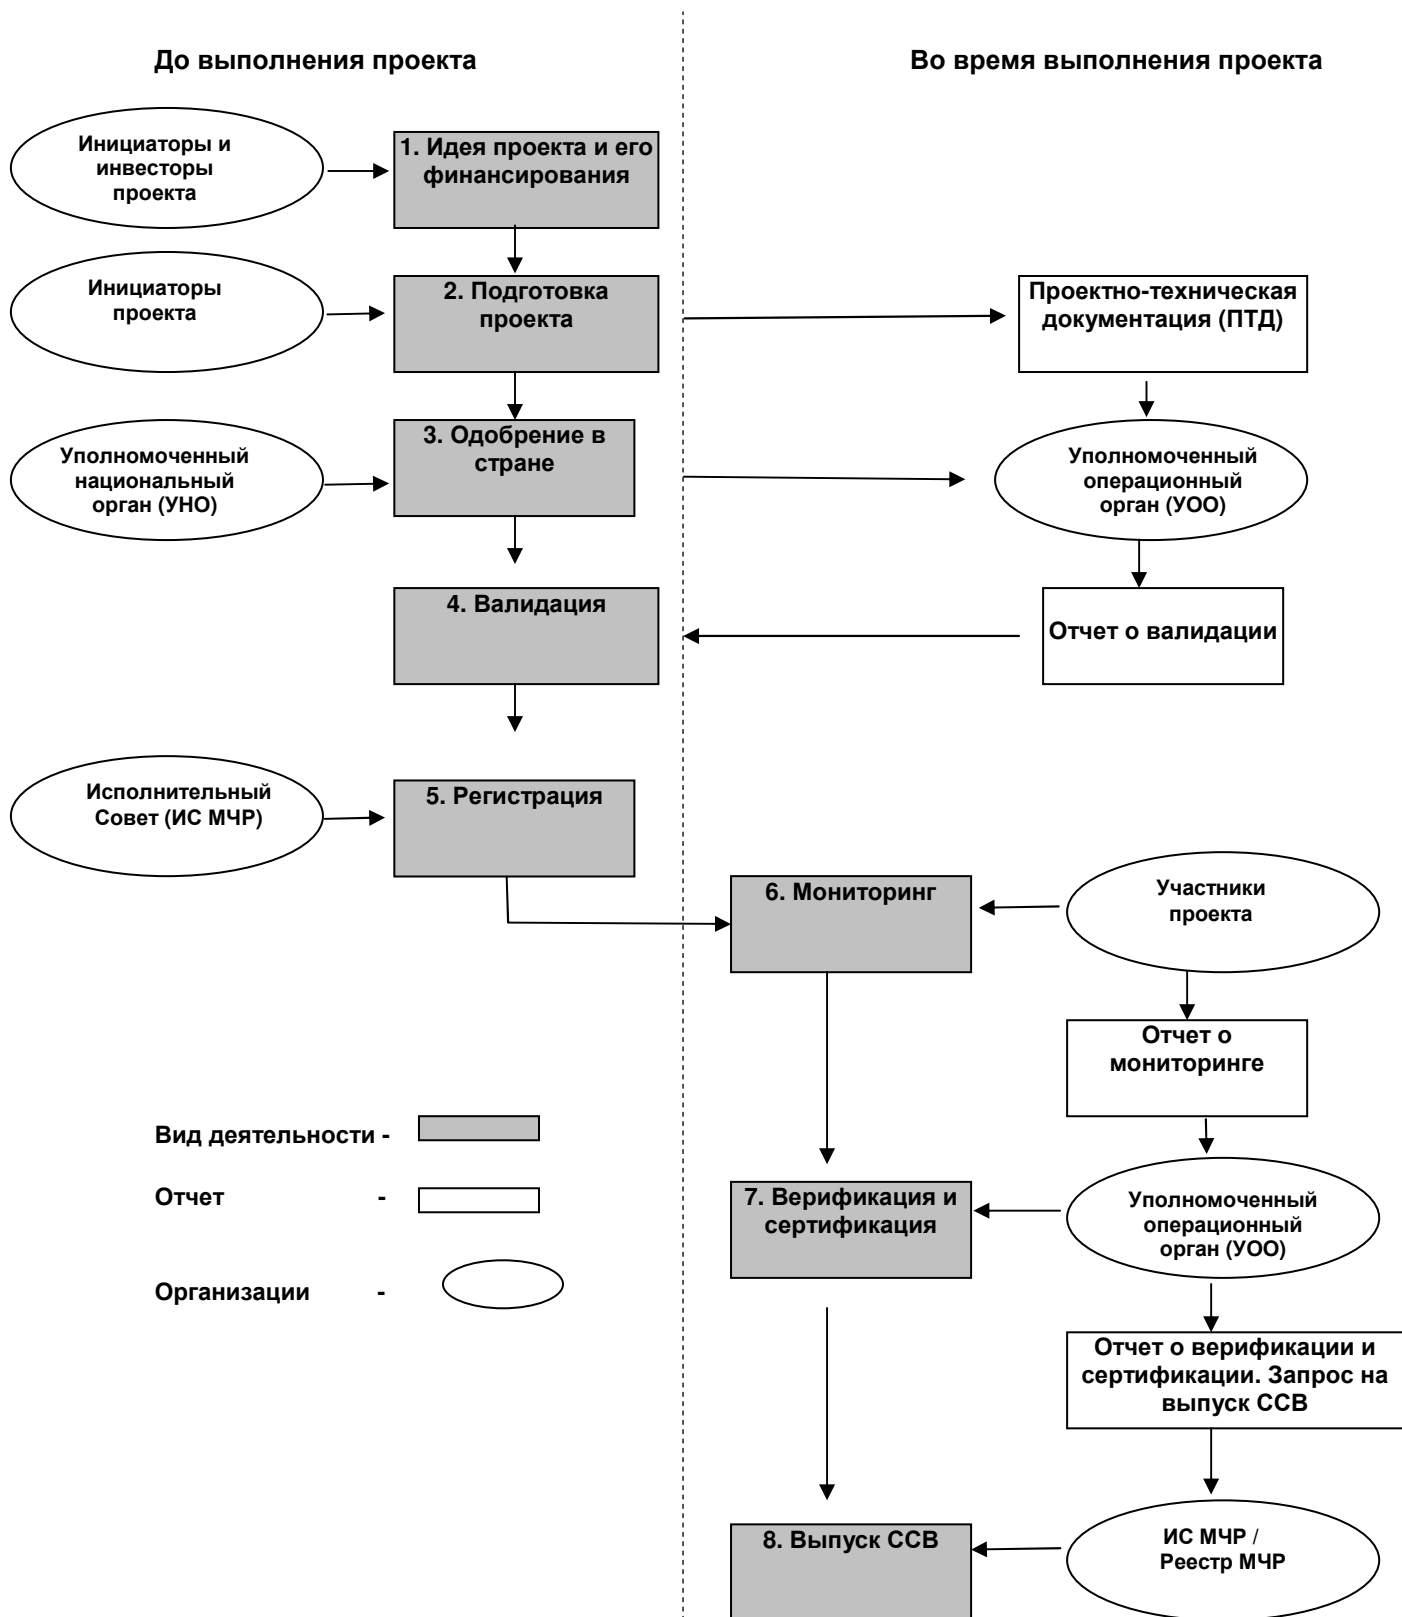 До выполнения проекта
Во время выполнения проекта
Инициаторы и
инвесторы
проекта
1. Идея проекта и его
финансирования
Инициаторы
проекта
2. Подготовка
проекта
Проектно-техническая
документация (ПТД)
Уполномоченный
национальный
орган (УНО)
3. Одобрение в
стране
Уполномоченный
операционный
орган (УОО)
4. Валидация
Отчет о валидации
Исполнительный
Совет (ИС МЧР)
5. Регистрация
6. Мониторинг
Участники
проекта
Отчет о
мониторинге
Вид деятельности -
Отчет -
Организации -
7. Верификация и
сертификация
Уполномоченный
операционный
орган (УОО)
Отчет о верификации и
сертификации. Запрос на
выпуск ССВ
8. Выпуск ССВ
ИС МЧР /
Реестр МЧР